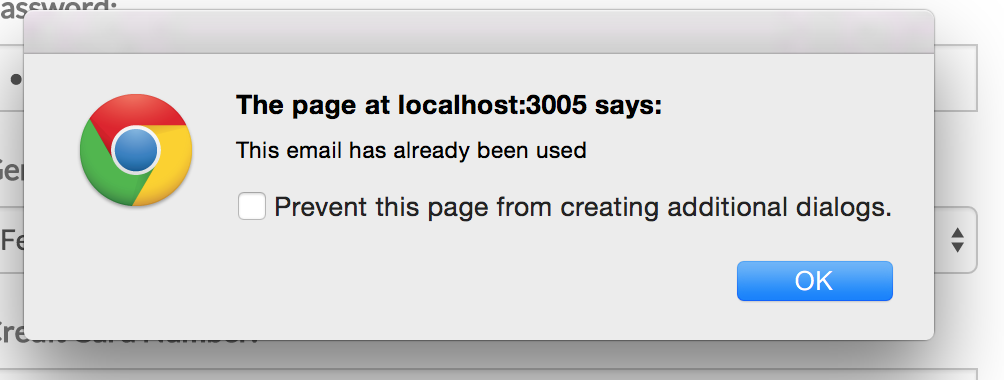 The page at localhost:3005 says:
This email has already been used
Prevent this page from creating additional dialogs.
OK